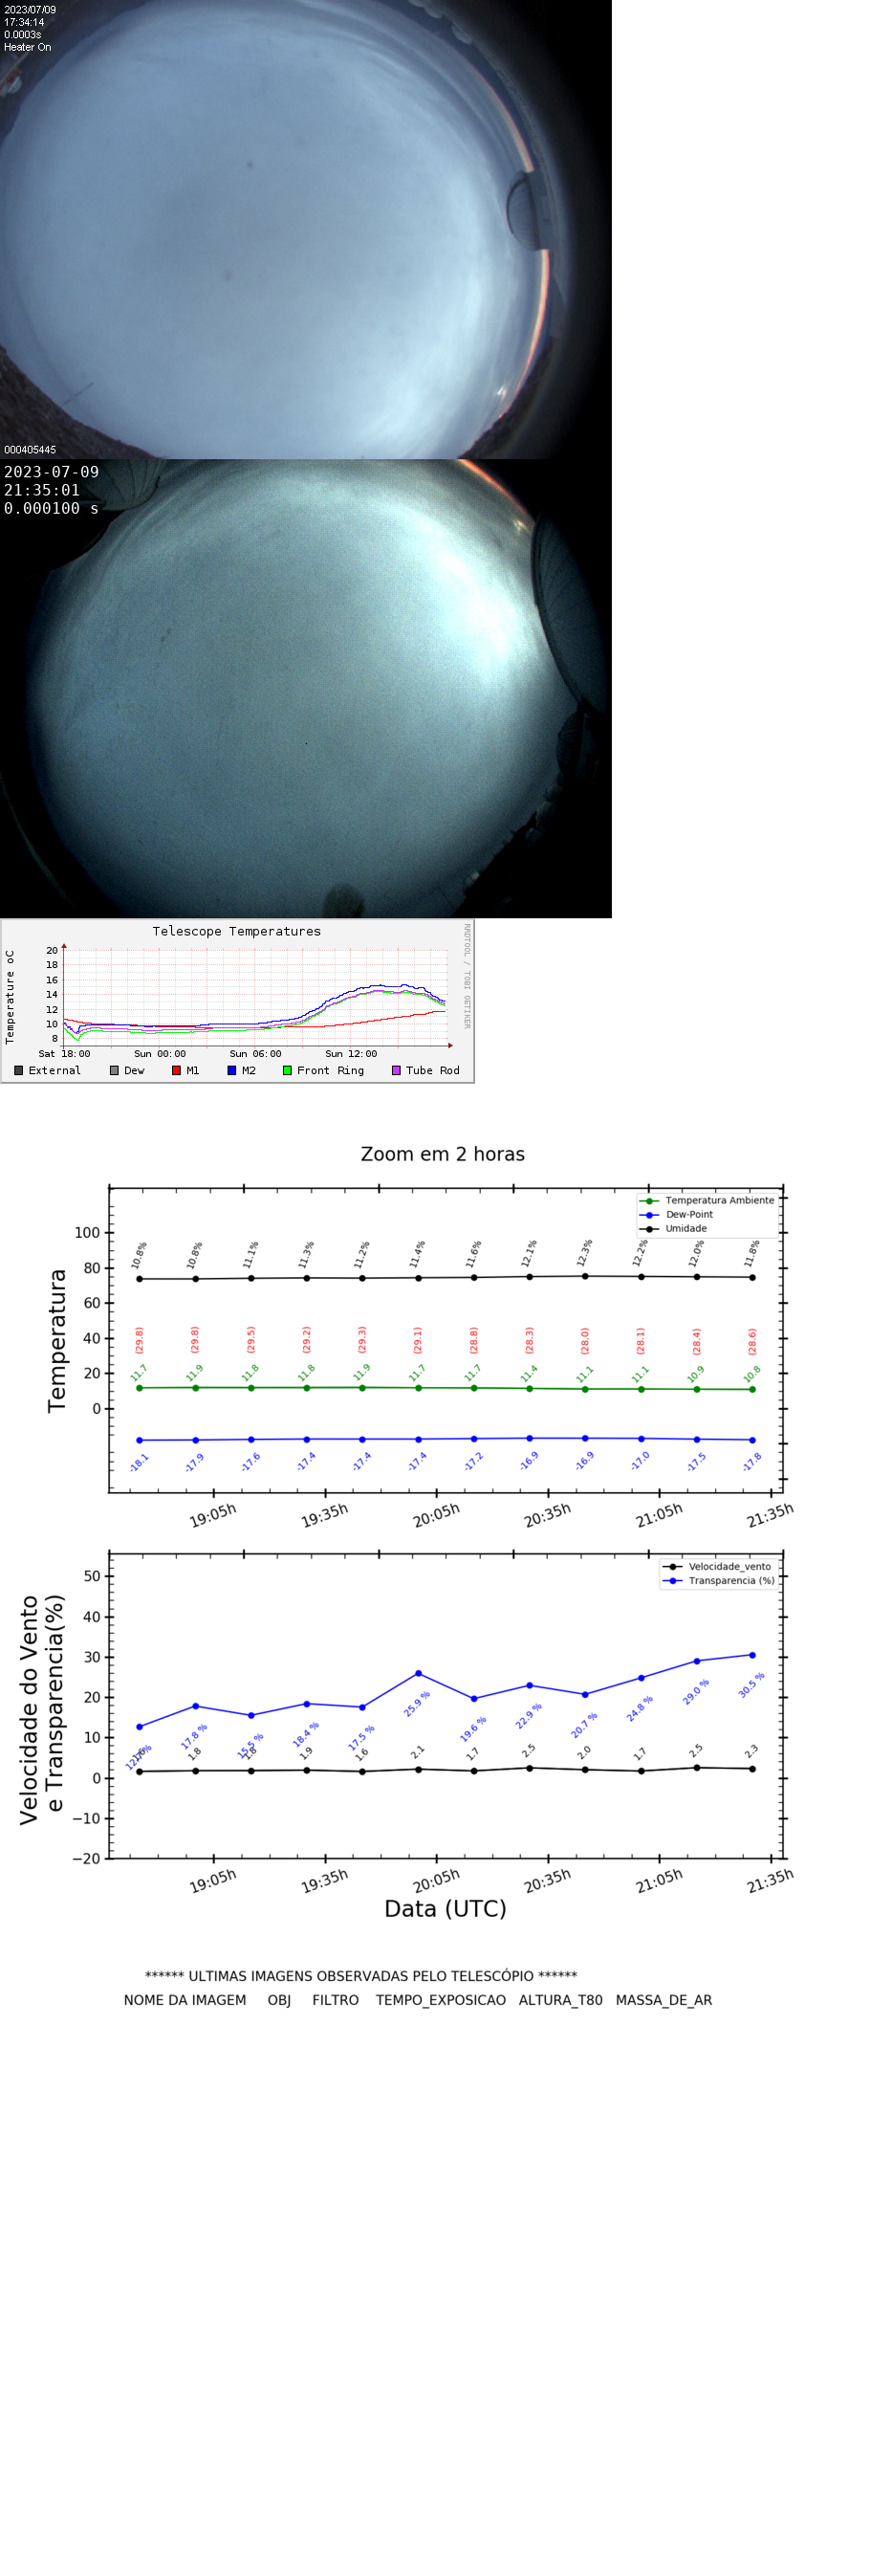 2023/07/09
17:34:14
0.0003s
Heater On
000405445
2023-07-09
21:35:01
0.000100 s
Telescope Temperatures
RRDTOOL / TOBI OETIKER
Temperature oC
20
18
16
14
12
10
8
Sat 18:00 Sun 00:00 Sun 06:00 Sun 12:00
External Dew M1 M2 Front Ring Tube Rod
Zoom em 2 horas
Temperatura Ambiente
Dew-Point
Umidade
Temperatura
100
80
60
40
20
0
10.8% 10.8% 11.1% 11.3% 11.2% 11.4% 11.6% 12.1% 12.3% 12.2% 12.0% 11.8%
(29.8) (29.8) (29.5) (29.2) (29.3) (29.1) (28.8) (28.3) (28.0) (28.1) (28.4) (28.6)
11.7 11.9 11.8 11.8 11.9 11.7 11.7 11.4 11.1 11.1 10.9 10.8
-18.1 -17.9 -17.6 -17.4 -17.4 -17.4 -17.2 -16.9 -16.9 -17.0 -17.5 -17.8
19:05h 19:35h 20:05h 20:35h 21:05h 21:35h
Velocidade_vento
Transparencia (%)
Velocidade do Vento
e Transparencia(%)
50
40
30
20
10
0
−10
−20
17.8 % 15.5 % 18.4 % 17.5 % 25.9 % 19.6 % 22.9 % 20.7 % 24.8 % 29.0 % 30.5 %
1.8 1.8 1.9 1.6 2.1 1.7 2.5 2.0 1.7 2.5 2.3
19:05h 19:35h 20:05h 20:35h 21:05h 21:35h
Data (UTC)
****** ULTIMAS IMAGENS OBSERVADAS PELO TELESCÓPIO ******
NOME DA IMAGEM OBJ FILTRO TEMPO_EXPOSICAO ALTURA_T80 MASSA_DE_AR